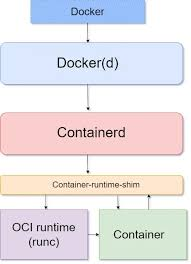 Docker
Docker(d)
Containerd
Container-runtime-shim
OCI runtime
(runc)
Container